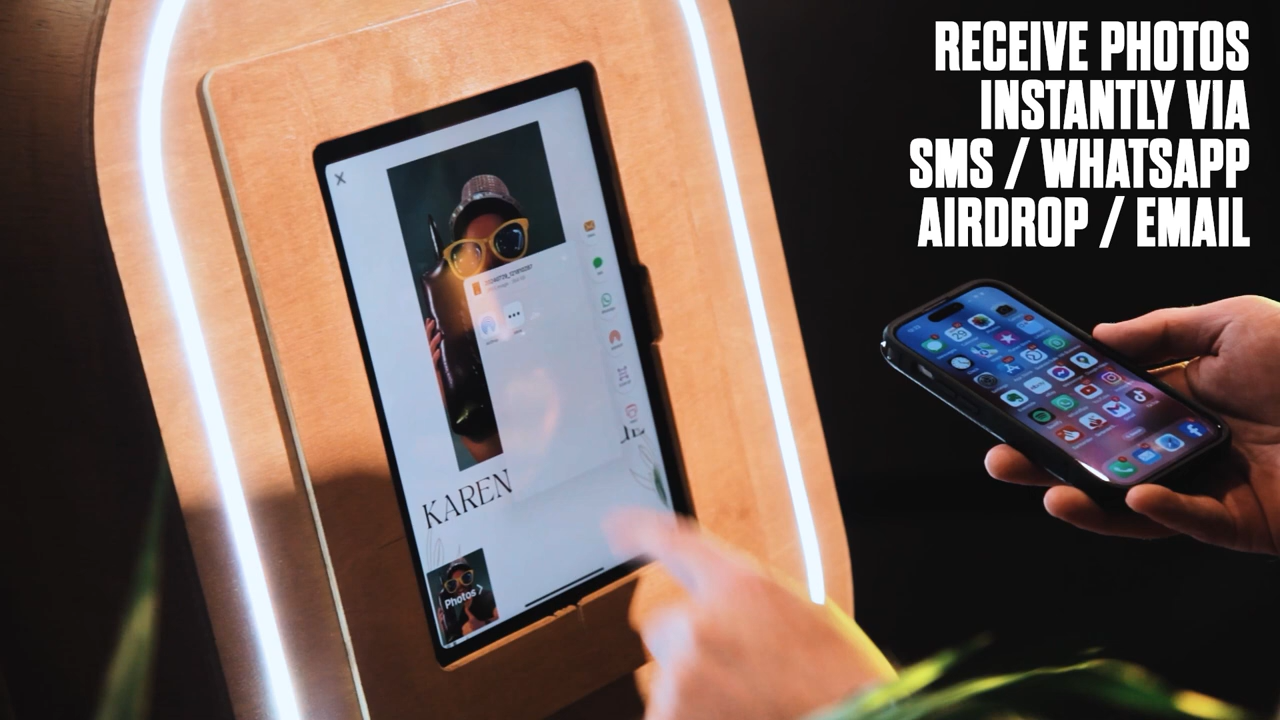 RECEIVE PHOTOS
INSTANTLY VIA
SMS / WHATSAPP
AIRDROP / EMAIL
KAREN
Photos